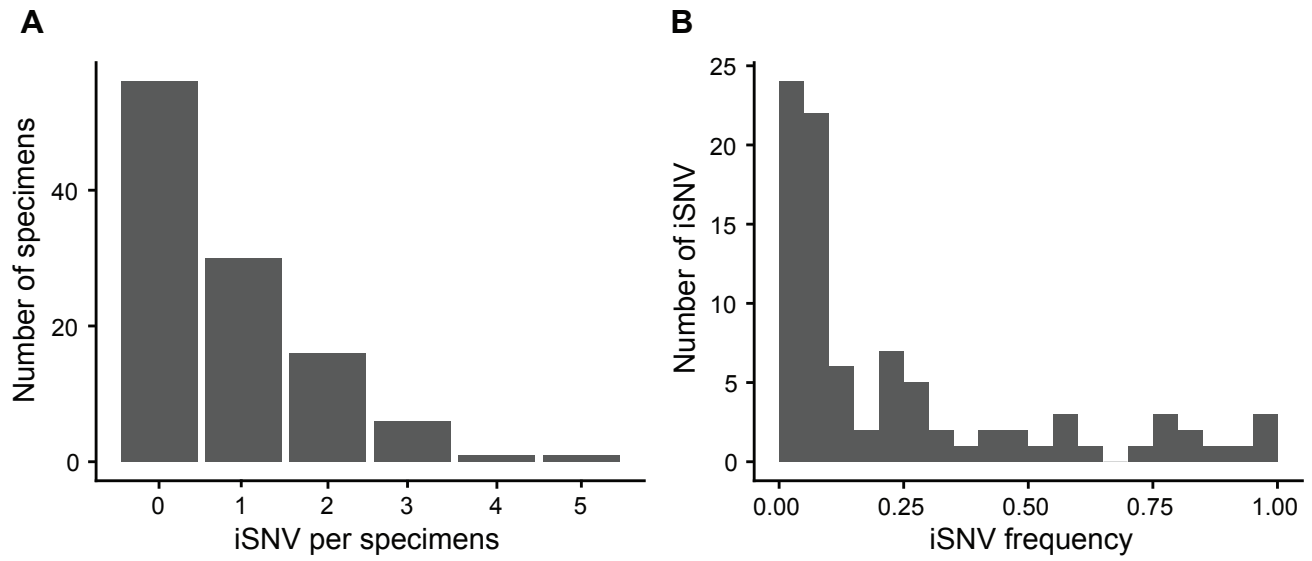 A
Number of specimens
40
20
0
0 1 2 3 4 5
iSNV per specimens
B
Number of iSNV
25
20
15
10
5
0
0.00 0.25 0.50 0.75 1.00
iSNV frequency